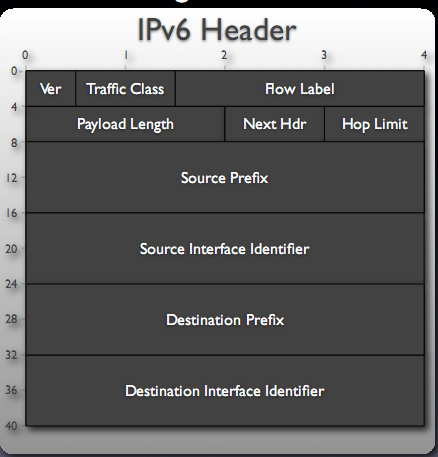 IPv6 Header
0 1 2 3 4
0
Ver Traffic Class Flow Label
4
Payload Length Next Hdr Hop Limit
8
12 Source Prefix
16
20 Source Interface Identifier
24
28 Destination Prefix
32
36 Destination Interface Identifier
40